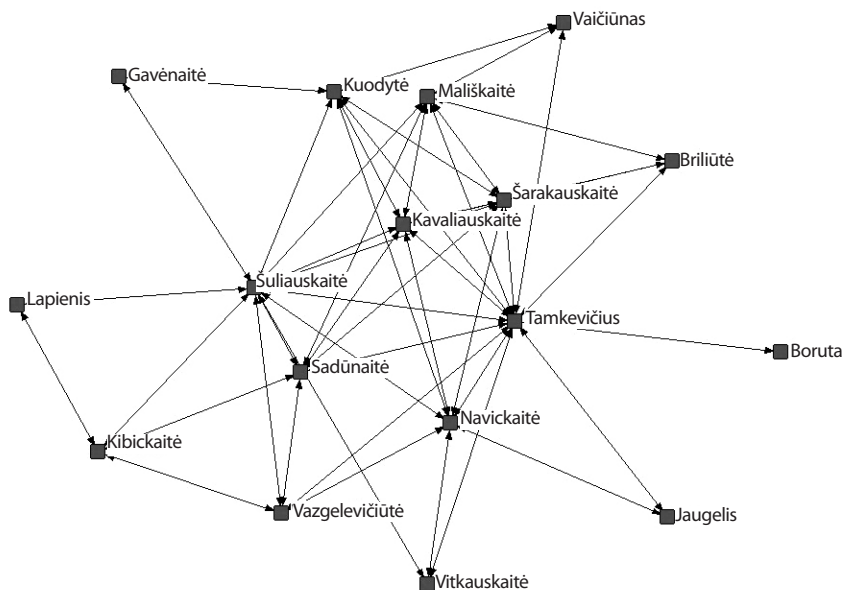 Vaičiūnas
Gavėnaitė
Kuodytė
Mališkaitė
Briliūtė
Šarakauskaitė
Kavaliauskaitė
Šuliauskaitė
Lapienis
Tamkevičius
Boruta
Sadūnaitė
Navickaitė
Kibickaitė
Vazgelevičiūtė
Jaugelis
Vitkauskaitė